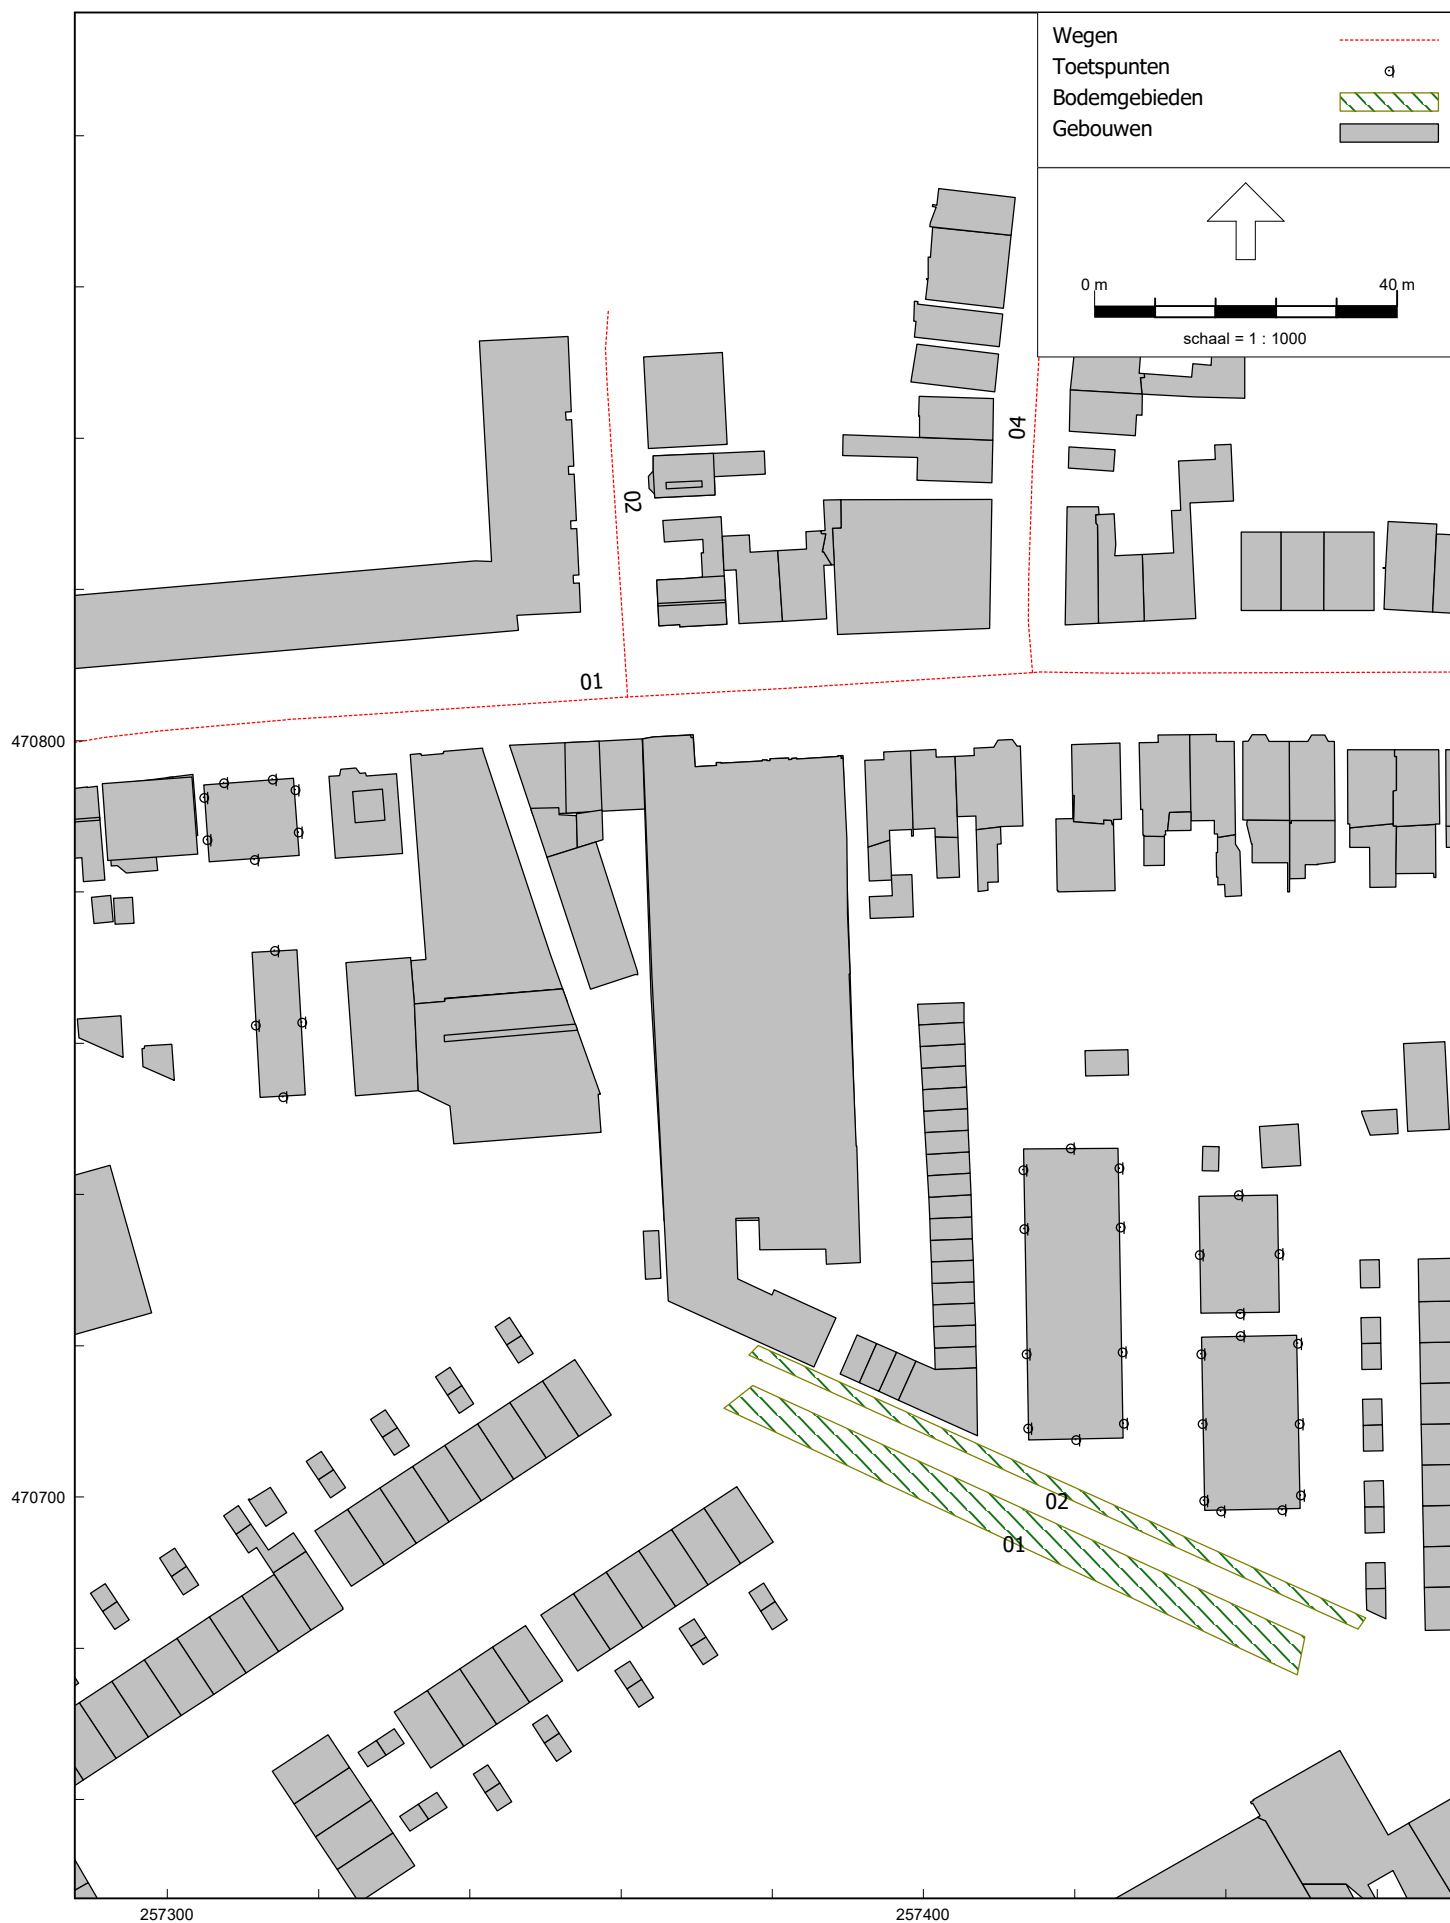 Wegen
Toetspunten
Bodemgebieden
Gebouwen
0 m 40 m
schaal = 1 : 1000
04
02
01
470800
470700
02
01
257300 257400